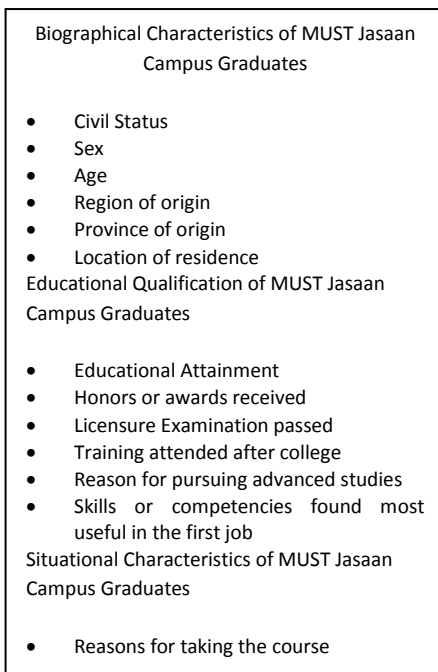 Biographical Characteristics of MUST Jasaan
Campus Graduates
• Civil Status
• Sex
• Age
• Region of origin
• Province of origin
• Location of residence
Educational Qualification of MUST Jasaan
Campus Graduates
• Educational Attainment
• Honors or awards received
• Licensure Examination passed
• Training attended after college
• Reason for pursuing advanced studies
• Skills or competencies found most
useful in the first job
Situational Characteristics of MUST Jasaan
Campus Graduates
• Reasons for taking the course